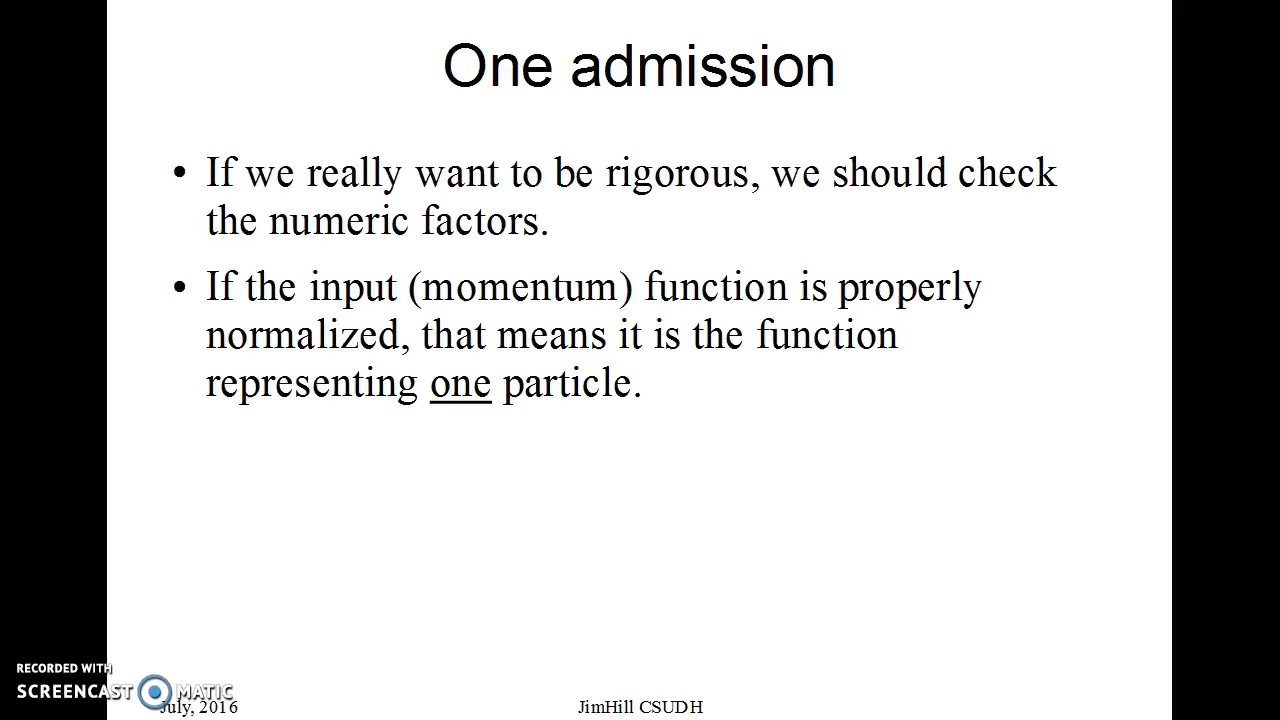 One admission
• If we really want to be rigorous, we should check
the numeric factors.
• If the input (momentum) function is properly
normalized, that means it is the function
representing one particle.
RECORDED WITH
SCREENCAST MATIC
July, 2016
JimHill CSUDH